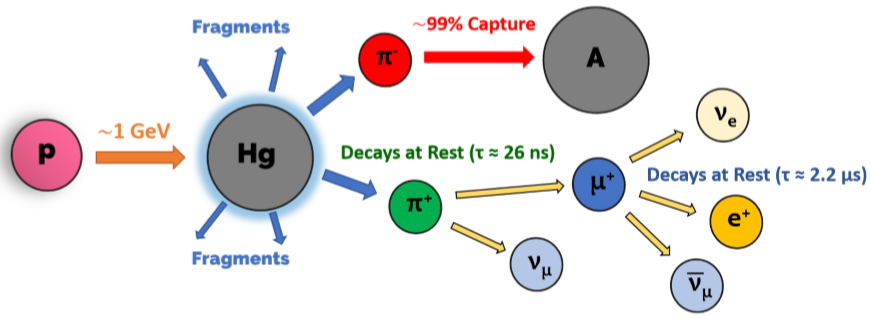 Fragments
~99% Capture
π⁻
A
ν_e
~1 GeV
p
Hg
Decays at Rest (τ ≈ 26 ns)
Decays at Rest (τ ≈ 2.2 μs)
μ⁺
π⁺
e⁺
Fragments
ν_μ
ν̅_μ